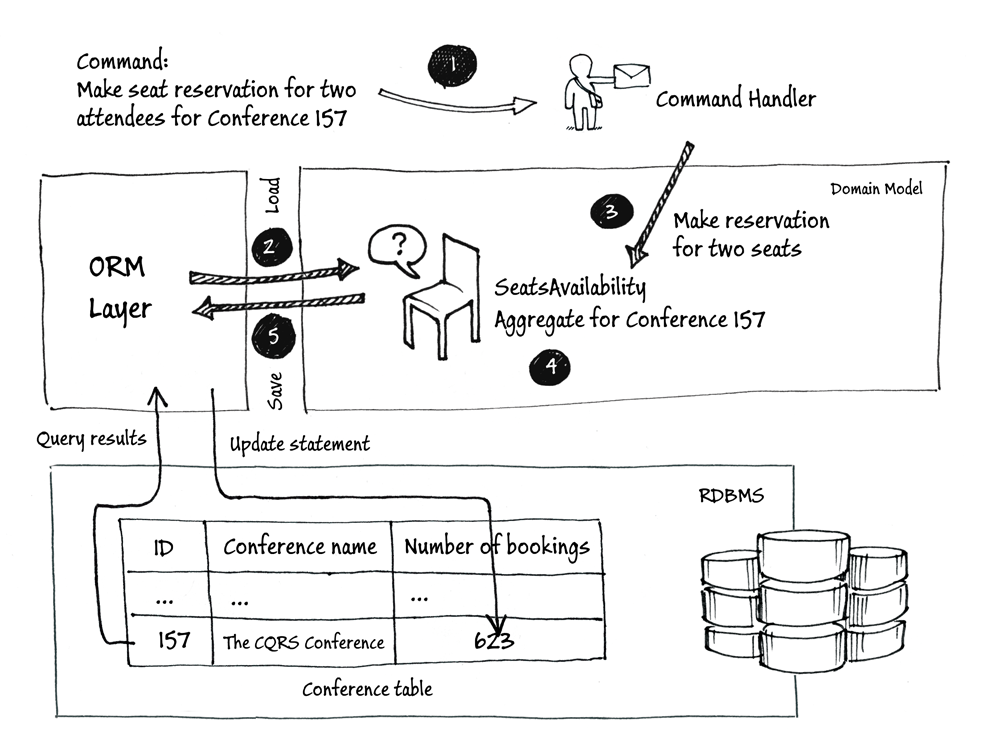 Command:
Make seat reservation for two
attendees for Conference 157
1
Command Handler
Load
Domain Model
3
Make reservation
for two seats
2
?
ORM
Layer
SeatsAvailability
Aggregate for Conference 157
5
4
Save
Query results
Update statement
RDBMS
ID Conference name Number of bookings
... ... ...
157 The CQRS Conference 623
Conference table